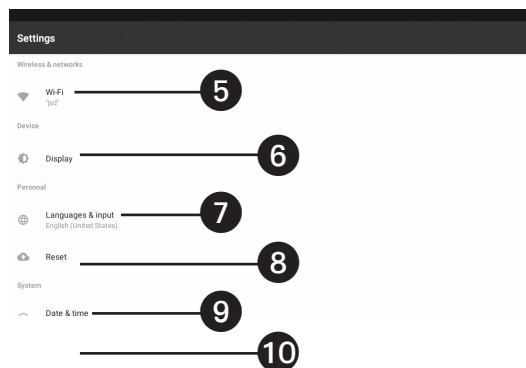 Settings
Wireless & networks
Wi-Fi
5
"jsd"
Device
Display
6
Personal
Languages & input
7
English (United States)
Reset
8
System
Date & time
9
10